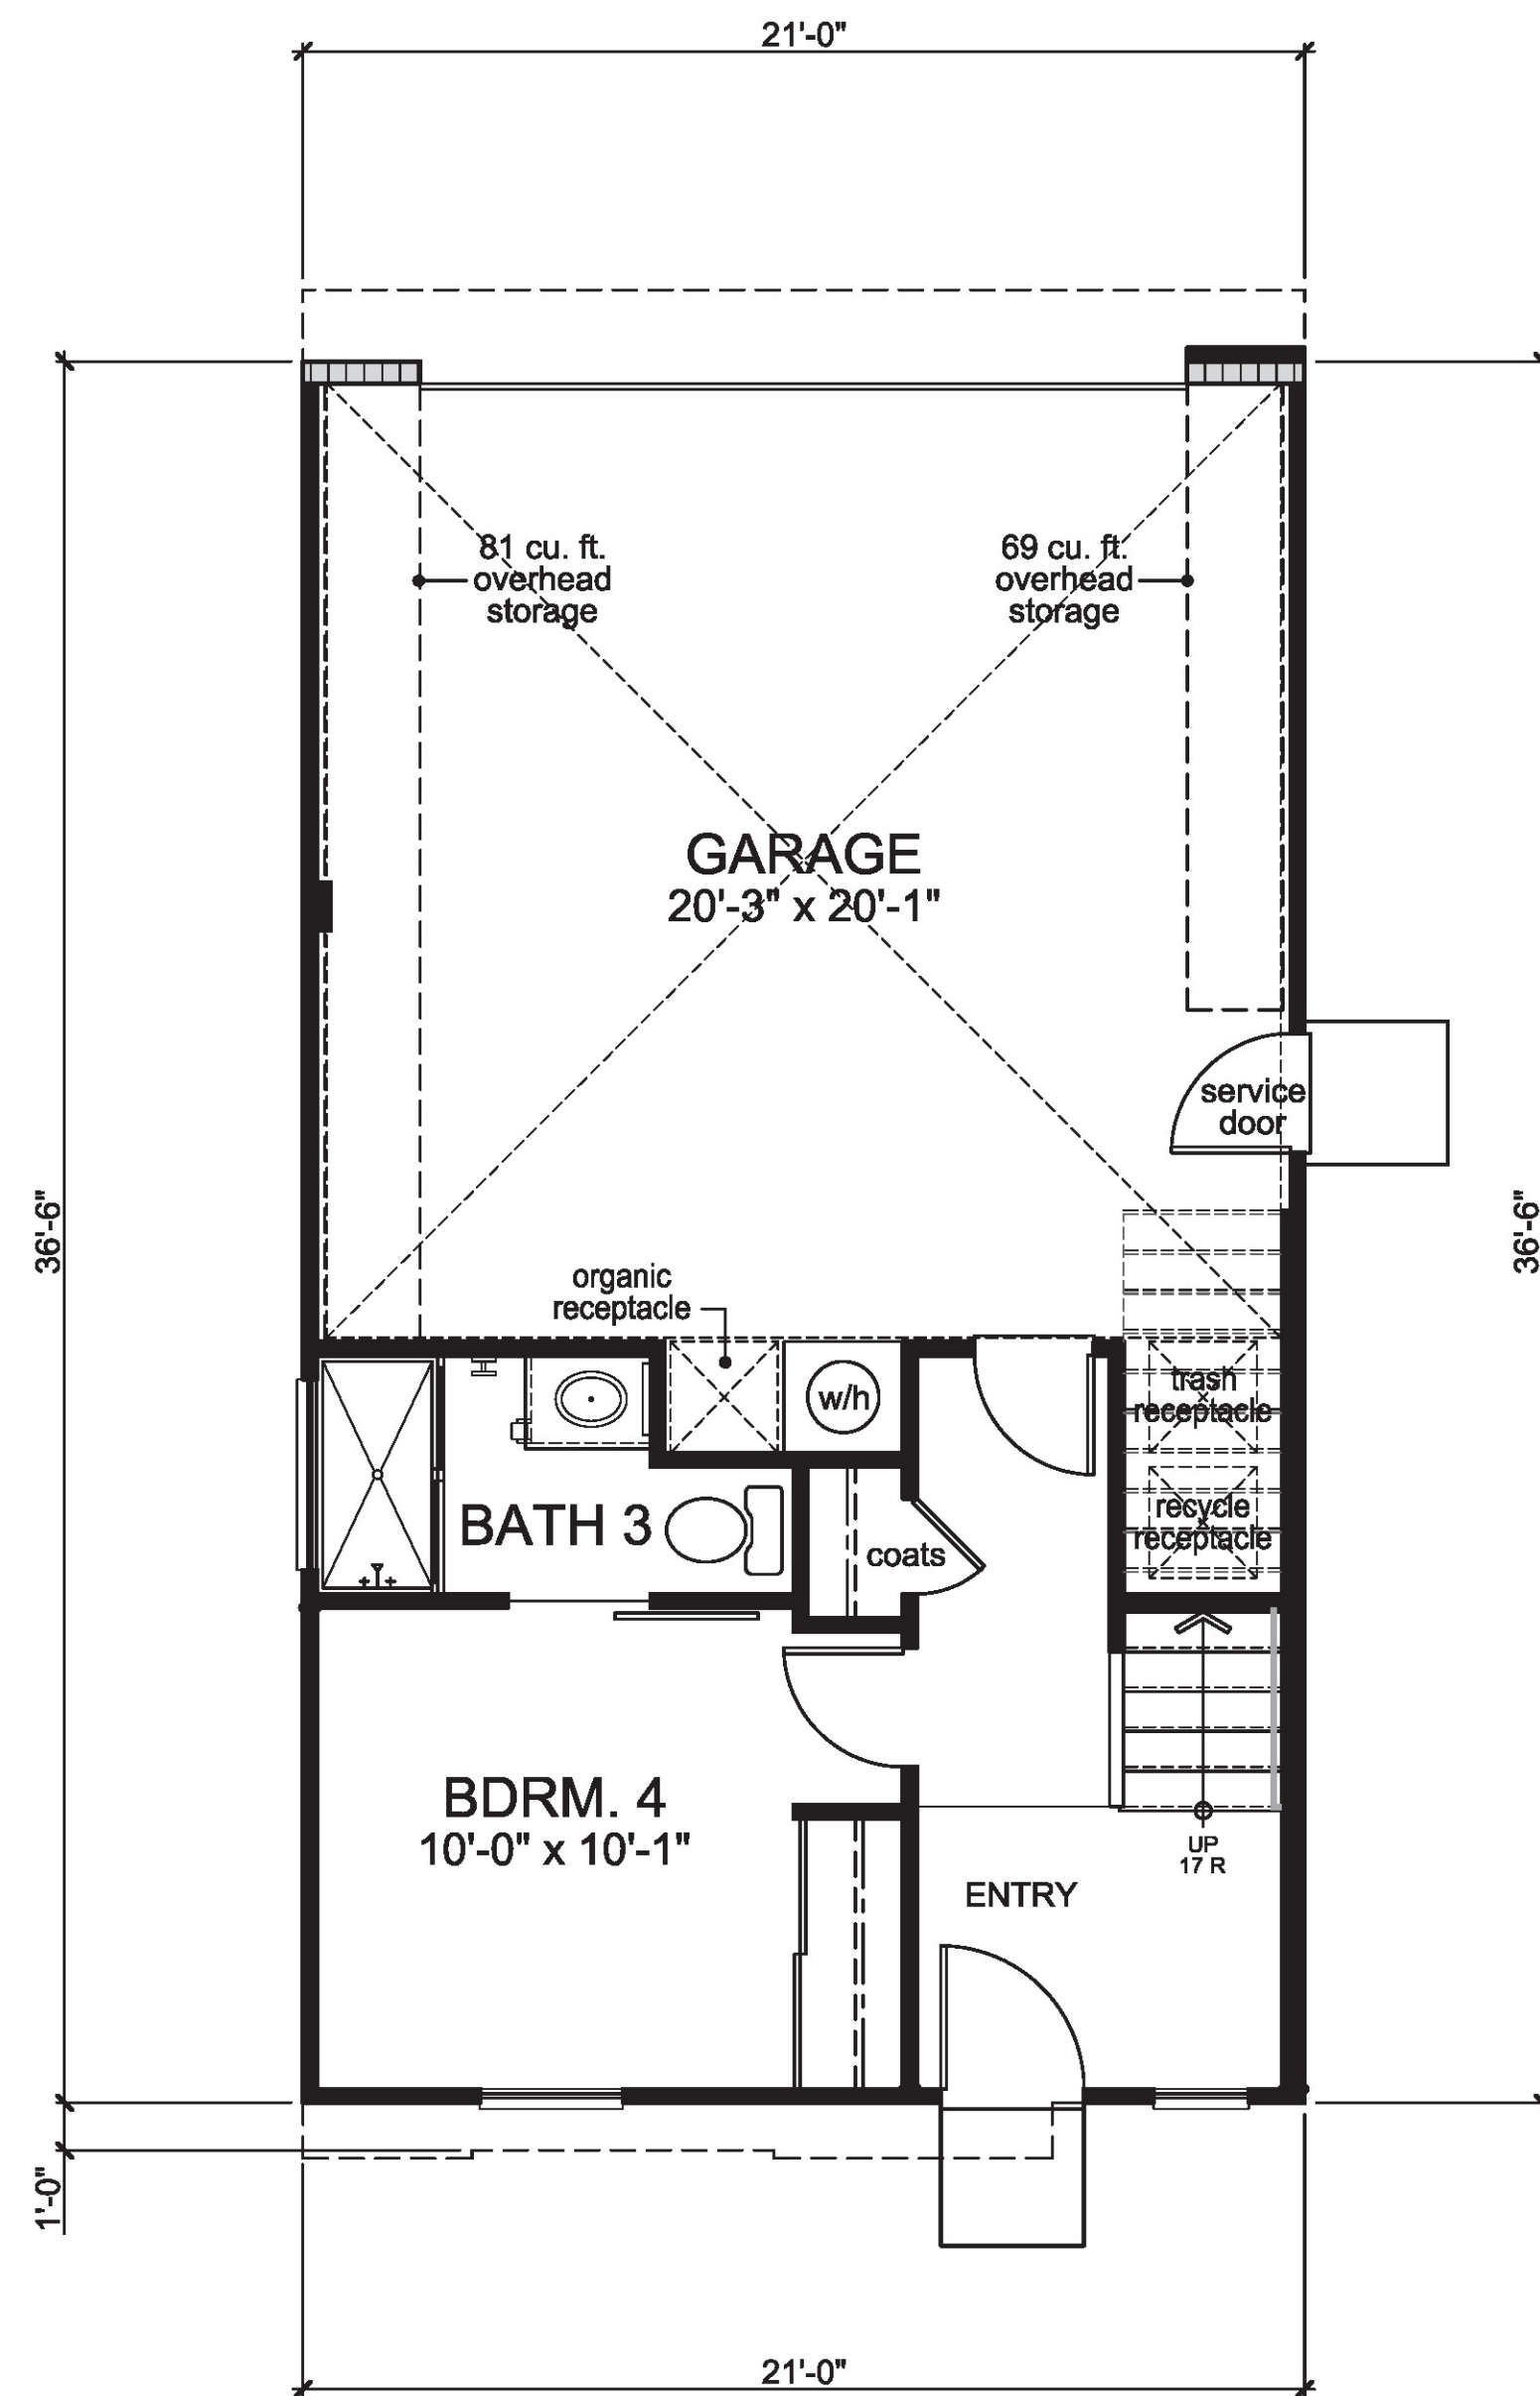 21'-0"
81 cu. ft.
overhead
storage
69 cu. ft.
overhead
storage
GARAGE
20'-3" x 20'-1"
service
door
36'-6"
36'-6"
organic
receptacle
w/h
trash
receptacle
BATH 3
recycle
receptacle
coats
BDRM. 4
10'-0" x 10'-1"
UP
17 R
ENTRY
1'-0"
21'-0"